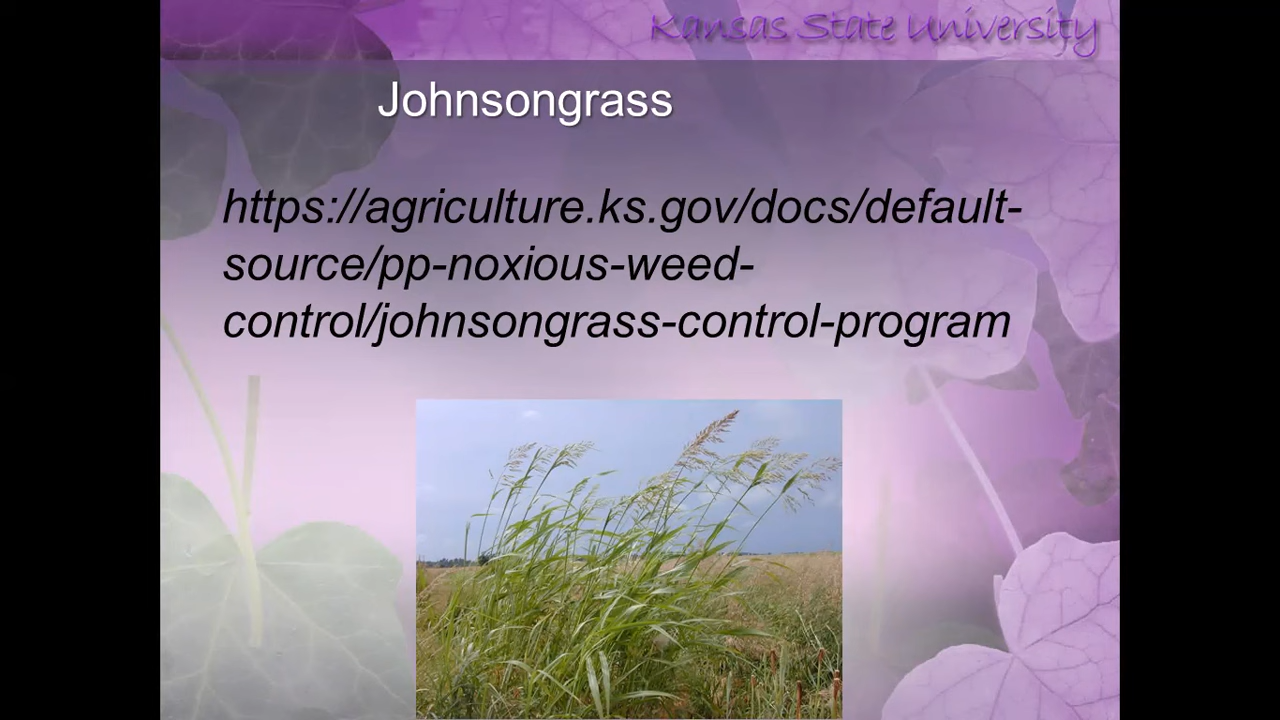 Kansas State University
Johnsongrass
https://agriculture.ks.gov/docs/default-
source/pp-noxious-weed-
control/johnsongrass-control-program